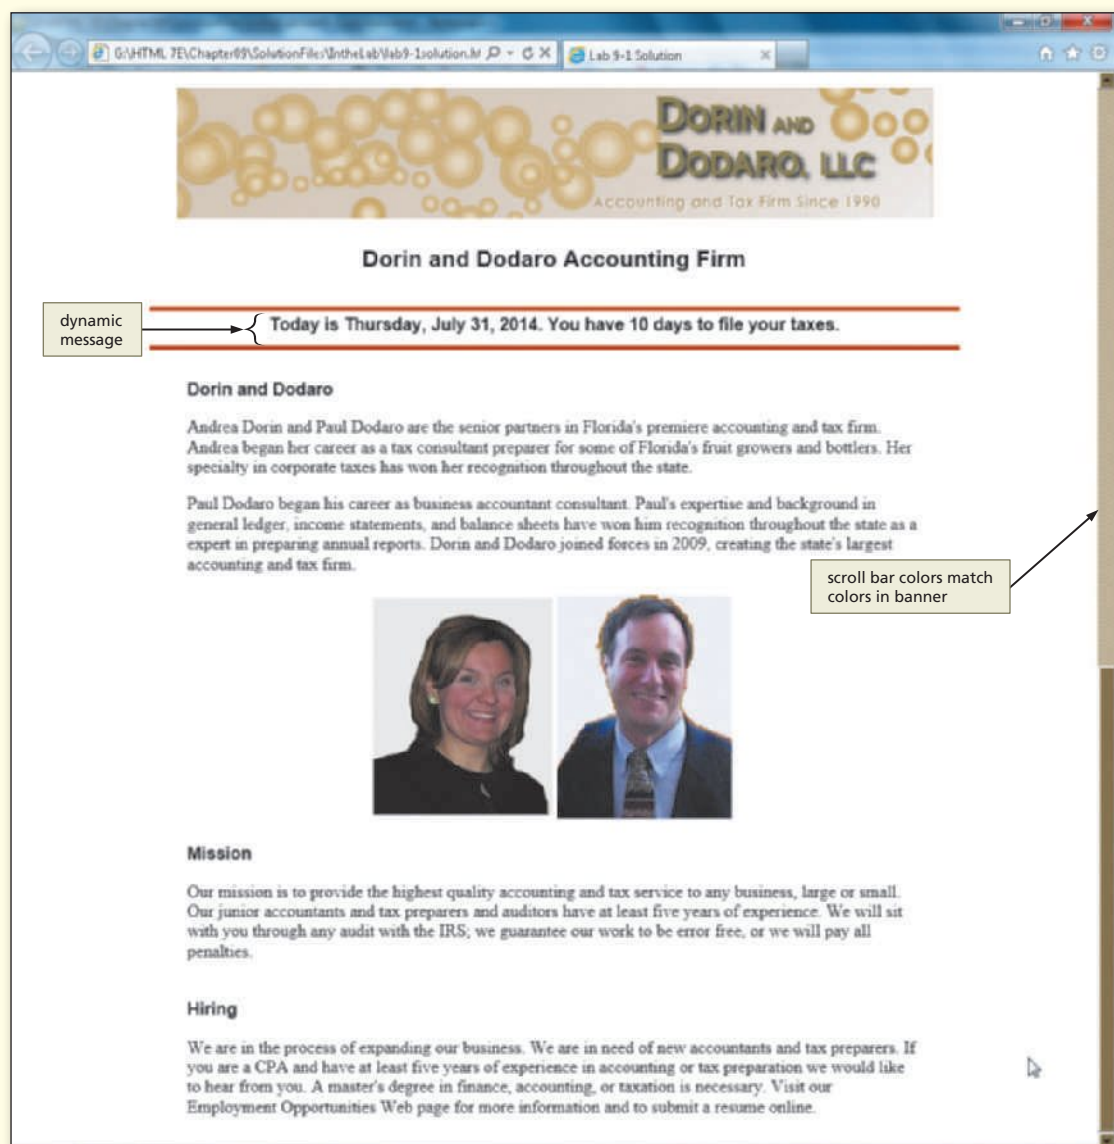 G:\HTML 7E\Chapter09\SolutionFiles\IntheLab\lab9-1solution.h
Lab 9-1 Solution
DORIN AND
DODARO, LLC
Accounting and Tax Firm Since 1990
Dorin and Dodaro Accounting Firm
dynamic
message
Today is Thursday, July 31, 2014. You have 10 days to file your taxes.
Dorin and Dodaro
Andrea Dorin and Paul Dodaro are the senior partners in Florida's premiere accounting and tax firm.
Andrea began her career as a tax consultant preparer for some of Florida's fruit growers and bottlers. Her
specialty in corporate taxes has won her recognition throughout the state.
Paul Dodaro began his career as business accountant consultant. Paul's expertise and background in
general ledger, income statements, and balance sheets have won him recognition throughout the state as a
expert in preparing annual reports. Dorin and Dodaro joined forces in 2009, creating the state's largest
accounting and tax firm.
scroll bar colors match
colors in banner
Mission
Our mission is to provide the highest quality accounting and tax service to any business, large or small.
Our junior accountants and tax preparers and auditors have at least five years of experience. We will sit
with you through any audit with the IRS; we guarantee our work to be error free, or we will pay all
penalties.
Hiring
We are in the process of expanding our business. We are in need of new accountants and tax preparers. If
you are a CPA and have at least five years of experience in accounting or tax preparation we would like
to hear from you. A master's degree in finance, accounting, or taxation is necessary. Visit our
Employment Opportunities Web page for more information and to submit a resume online.